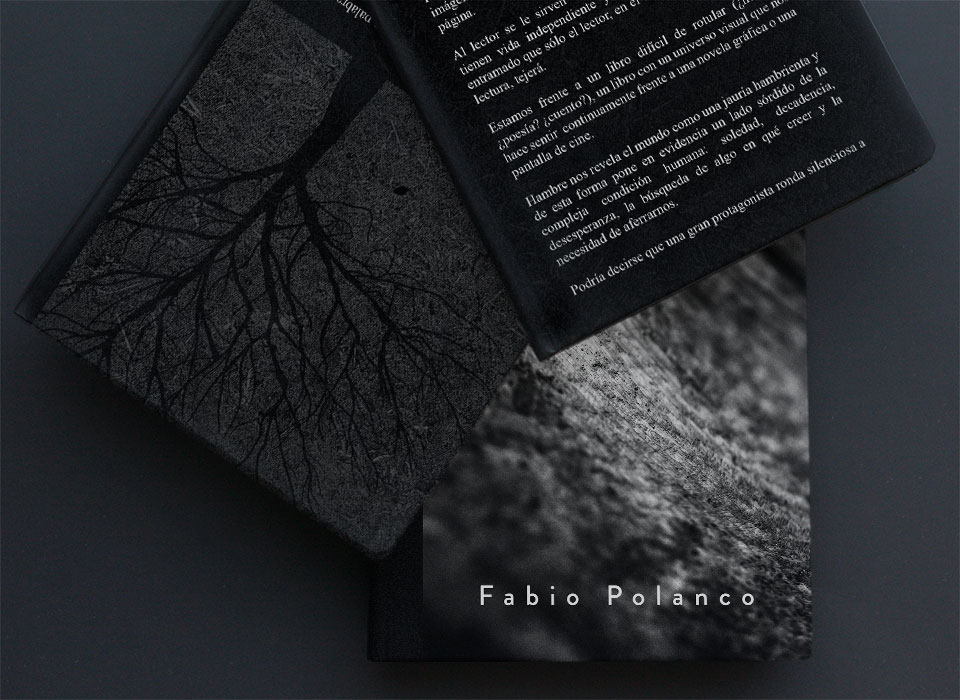 página.
Al lector se le sirven
tienen vida independiente y
entramado que sólo el lector, en el
lectura, tejerá.
Estamos frente a un libro difícil de rotular (¿
¿poesía? ¿cuento?), un libro con un universo visual que nos
hace sentir continuamente frente a una novela gráfica o una
pantalla de cine.
Hambre nos revela el mundo como una jauría hambrienta y
de esta forma pone en evidencia un lado sórdido de la
compleja condición humana: soledad, decadencia,
desesperanza, la búsqueda de algo en qué creer y la
necesidad de aferrarnos.
Podría decirse que una gran protagonista ronda silenciosa a
Fabio Polanco